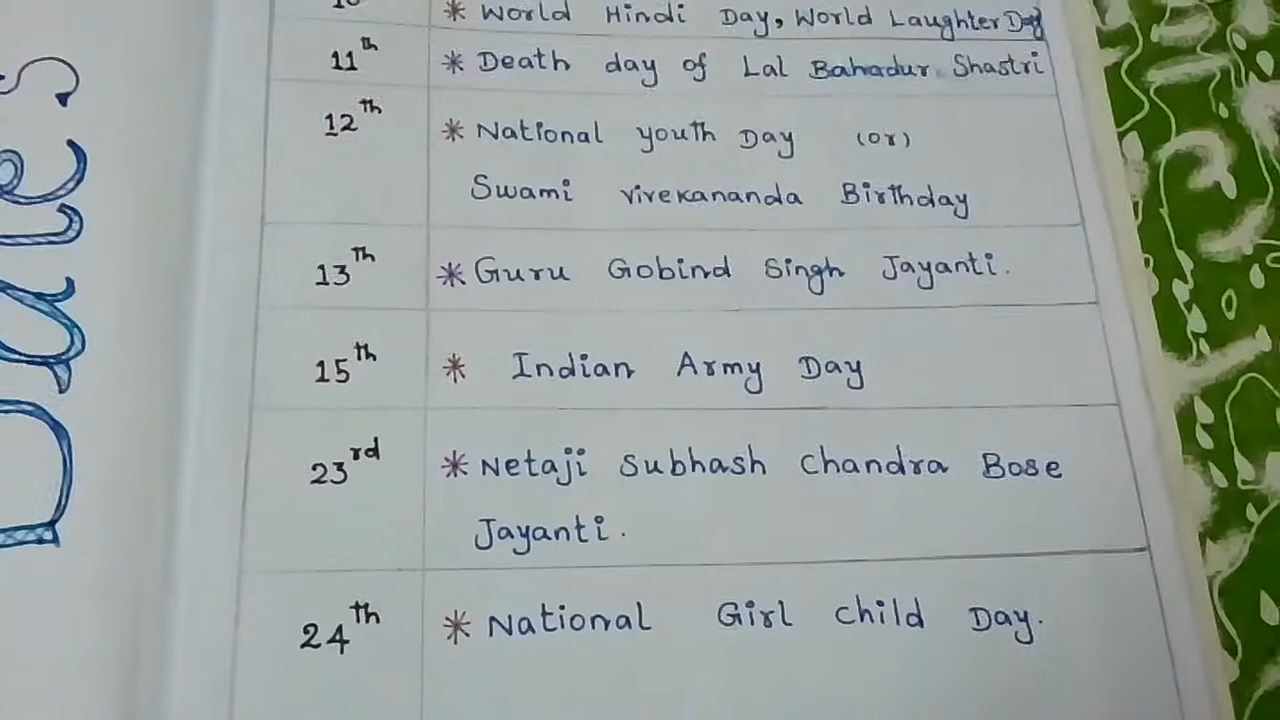 Dates
10
* World Hindi Day, World Laughter Day
11th
* Death day of Lal Bahadur Shastri
12th
* National youth Day (or)
Swami vivekananda Birthday
13Th
* Guru Gobind Singh Jayanti.
15th
* Indian Army Day
23rd
* Netaji Subhash Chandra Bose
Jayanti.
24th
* National Girl child Day.